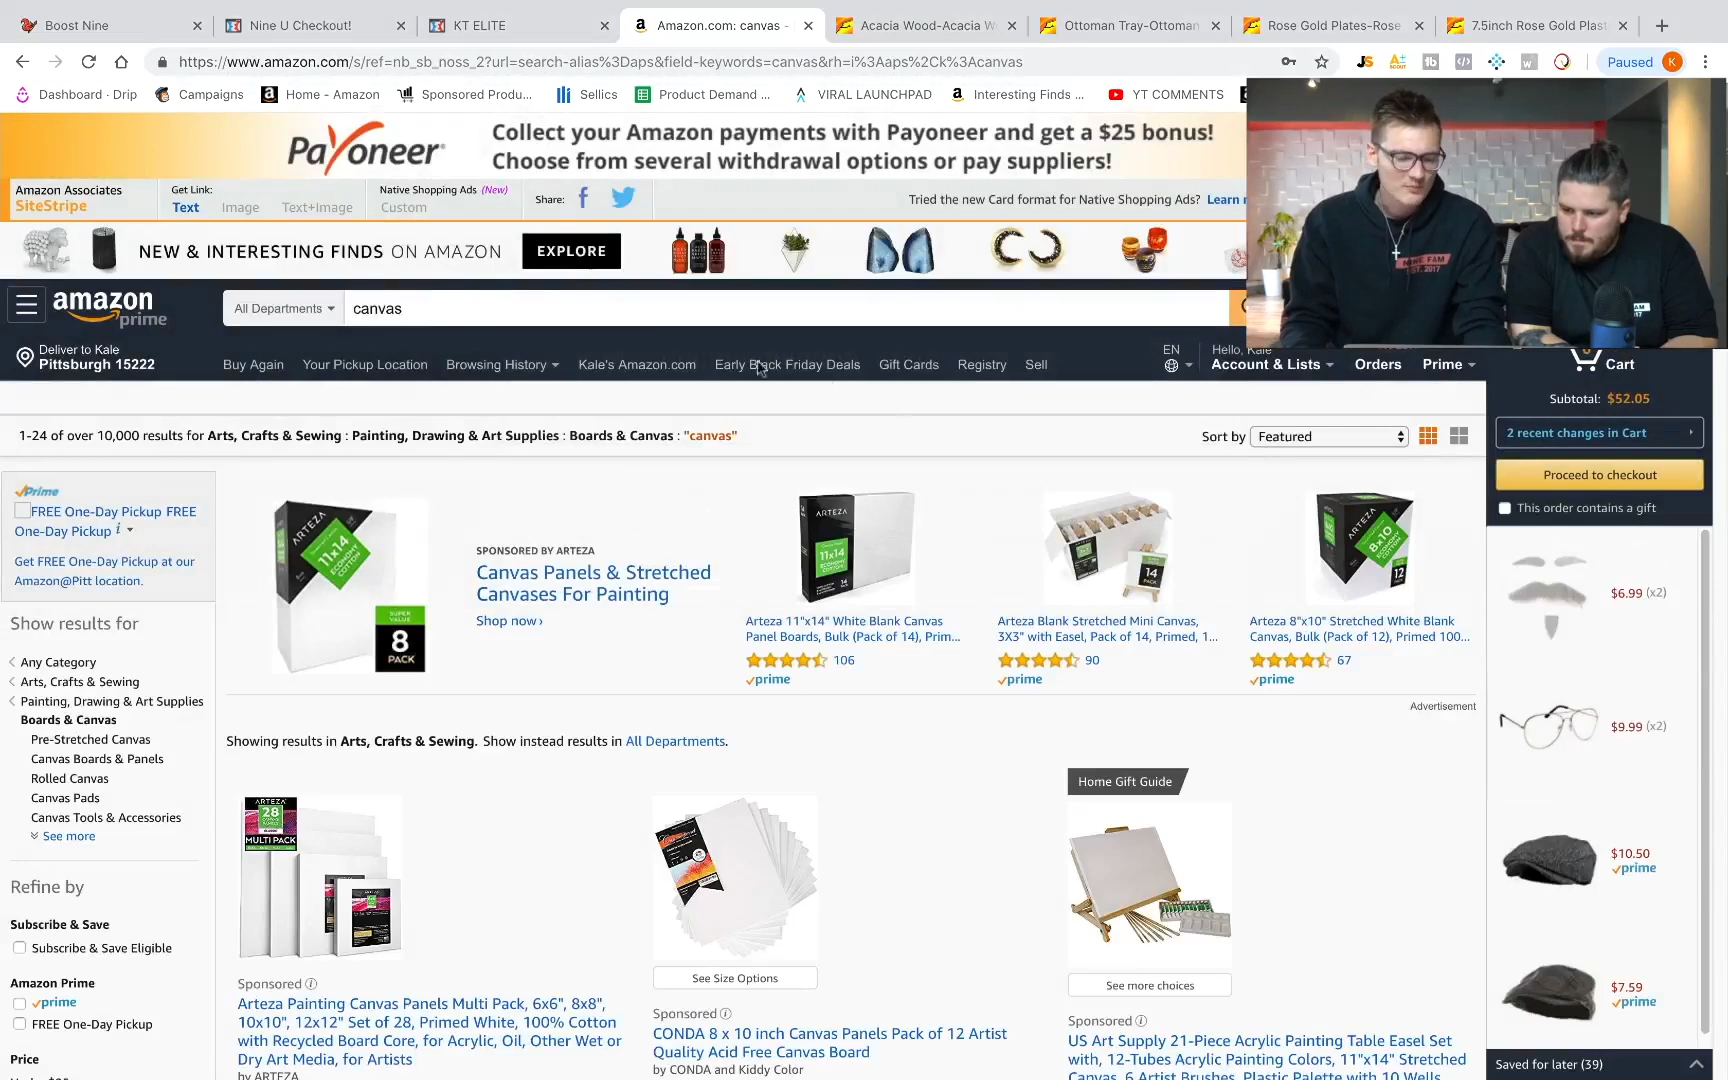 Boost Nine
Nine U Checkout!
KT ELITE
Amazon.com: canvas -
Acacia Wood-Acacia W
Ottoman Tray-Ottoman
Rose Gold Plates-Rose
7.5inch Rose Gold Plast
https://www.amazon.com/s/ref=nb_sb_noss_2?url=search-alias%3Daps&field-keywords=canvas&rh=i%3Aaps%2Ck%3Acanvas
Paused K
Dashboard · Drip
Campaigns
Home - Amazon
Sponsored Produ...
Sellics
Product Demand ...
VIRAL LAUNCHPAD
Interesting Finds ...
YT COMMENTS
Payoneer
Collect your Amazon payments with Payoneer and get a $25 bonus!
Choose from several withdrawal options or pay suppliers!
Amazon Associates
SiteStripe
Get Link:
Text Image Text+Image
Native Shopping Ads (New)
Custom
Share:
Tried the new Card format for Native Shopping Ads? Learn
NEW & INTERESTING FINDS ON AMAZON
EXPLORE
amazon
prime
All Departments
canvas
Deliver to Kale
Pittsburgh 15222
Buy Again
Your Pickup Location
Browsing History
Kale's Amazon.com
Early Black Friday Deals
Gift Cards
Registry
Sell
EN
Hello, Kale
Account & Lists
Orders
Prime
Cart
Subtotal: $52.05
2 recent changes in Cart
Proceed to checkout
This order contains a gift
1-24 of over 10,000 results for Arts, Crafts & Sewing : Painting, Drawing & Art Supplies : Boards & Canvas : "canvas"
Sort by Featured
Prime
FREE One-Day Pickup FREE
One-Day Pickup i
Get FREE One-Day Pickup at our
Amazon@Pitt location.
Show results for
Any Category
Arts, Crafts & Sewing
Painting, Drawing & Art Supplies
Boards & Canvas
Pre-Stretched Canvas
Canvas Boards & Panels
Rolled Canvas
Canvas Pads
Canvas Tools & Accessories
See more
Refine by
Subscribe & Save
Subscribe & Save Eligible
Amazon Prime
prime
FREE One-Day Pickup
Price
ARTEZA
11x14
SUPER VALUE
8
PACK
SPONSORED BY ARTEZA
Canvas Panels & Stretched
Canvases For Painting
Shop now›
ARTEZA
11x14
14
Arteza 11"x14" White Blank Canvas
Panel Boards, Bulk (Pack of 14), Prim...
106
prime
14
PACK
Arteza Blank Stretched Mini Canvas,
3X3" with Easel, Pack of 14, Primed, 1...
90
prime
8x10
12
Arteza 8"x10" Stretched White Blank
Canvas, Bulk (Pack of 12), Primed 100...
67
prime
Advertisement
Showing results in Arts, Crafts & Sewing. Show instead results in All Departments.
ARTEZA
28
MULTI PACK
Sponsored
Arteza Painting Canvas Panels Multi Pack, 6x6", 8x8",
10x10", 12x12" Set of 28, Primed White, 100% Cotton
with Recycled Board Core, for Acrylic, Oil, Other Wet or
Dry Art Media, for Artists
by ARTEZA
See Size Options
Sponsored
CONDA 8 x 10 inch Canvas Panels Pack of 12 Artist
Quality Acid Free Canvas Board
by CONDA and Kiddy Color
Home Gift Guide
See more choices
Sponsored
US Art Supply 21-Piece Acrylic Painting Table Easel Set
with, 12-Tubes Acrylic Painting Colors, 11"x14" Stretched
Canvas, 6 Artist Brushes, Plastic Palette with 10 Wells
$6.99 (x2)
$9.99 (x2)
$10.50
prime
$7.59
prime
Saved for later (39)